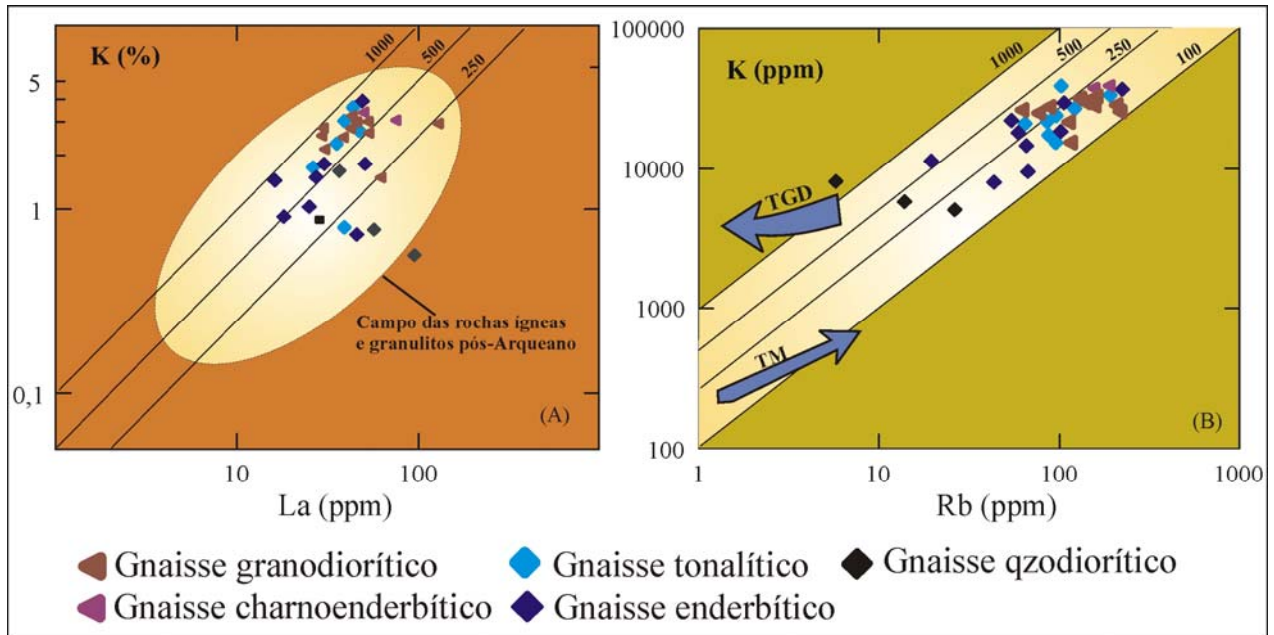 K (%)
1000
500
250
5
1
0,1
10
100
La (ppm)
Campo das rochas ígneas
e granulitos pós-Arqueano
(A)
100000
10000
1000
100
K (ppm)
1000
500
250
100
TGD
TM
(B)
1
10
100
1000
Rb (ppm)
Gnaisse granodiorítico
Gnaisse tonalítico
Gnaisse qzodiorítico
Gnaisse charnoenderbítico
Gnaisse enderbítico